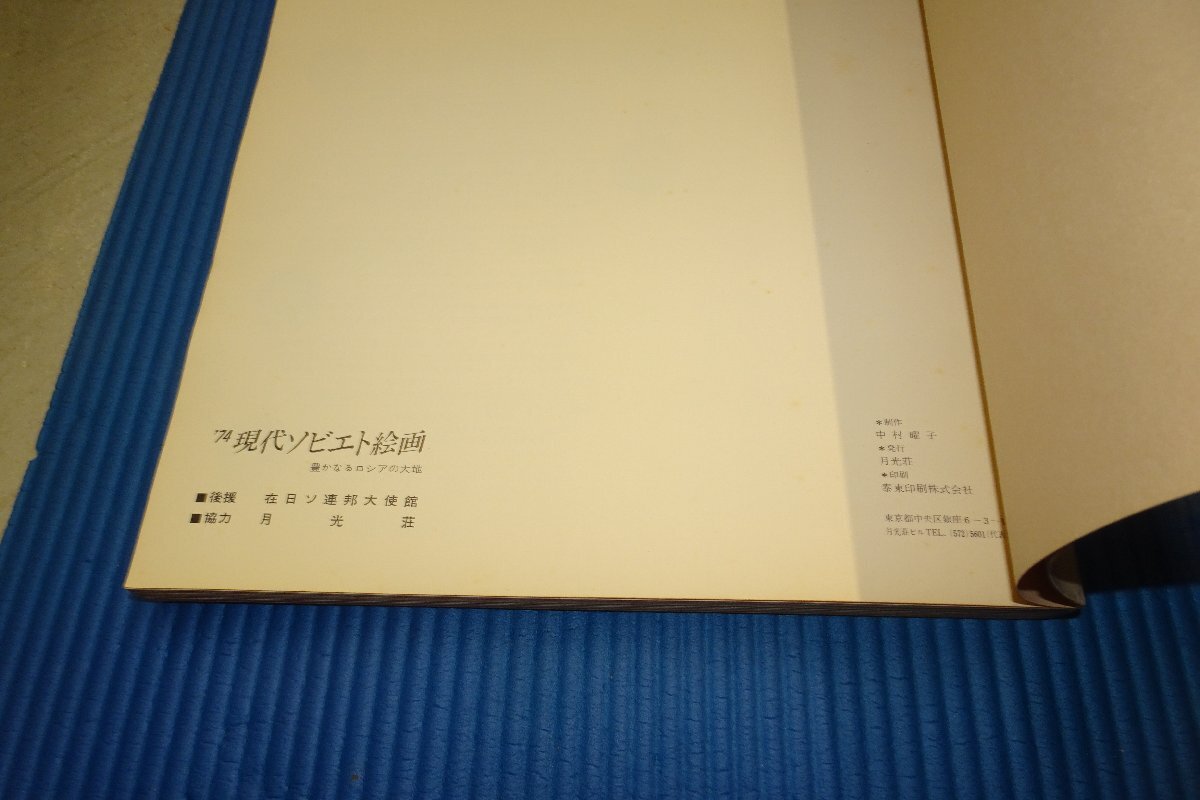 '74 現代ソビエト絵画
豊かなるロシアの大地
■後援 在日ソ連邦大使館
■協力 月光荘
*制作
中村曜子
*発行
月光荘
*印刷
泰東印刷株式会社
東京都中央区銀座6-3-
月光荘ビルTEL. (572) 5601 (代表